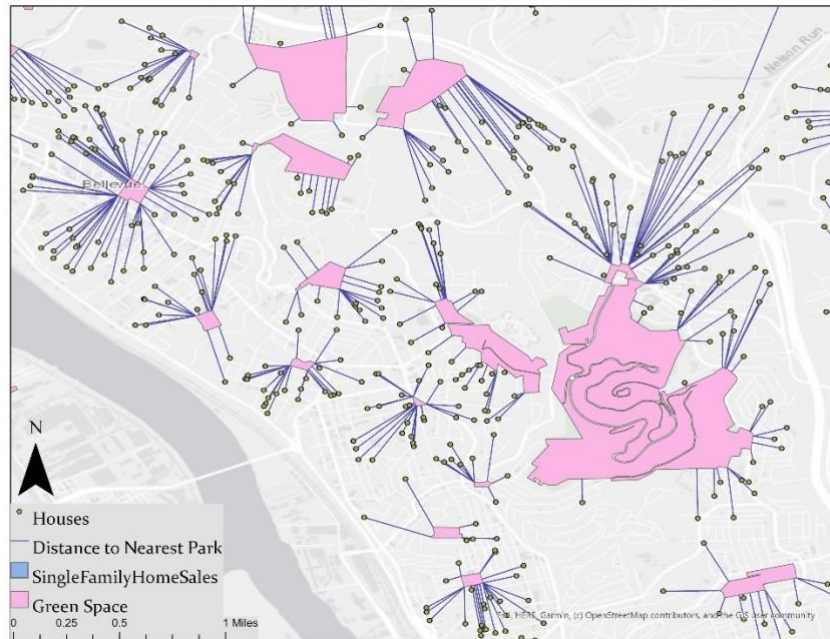 Nelson Run
Bellevue
N
Houses
Distance to Nearest Park
SingleFamilyHomeSales
Green Space
0 0.25 0.5 1 Miles
Esri, HERE, Garmin, (c) OpenStreetMap contributors, and the GIS user community